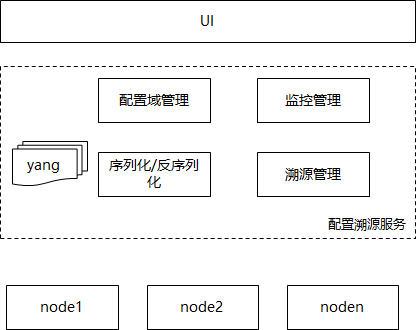 UI
配置域管理
监控管理
yang
序列化/反序列
化
溯源管理
配置溯源服务
node1
node2
noden